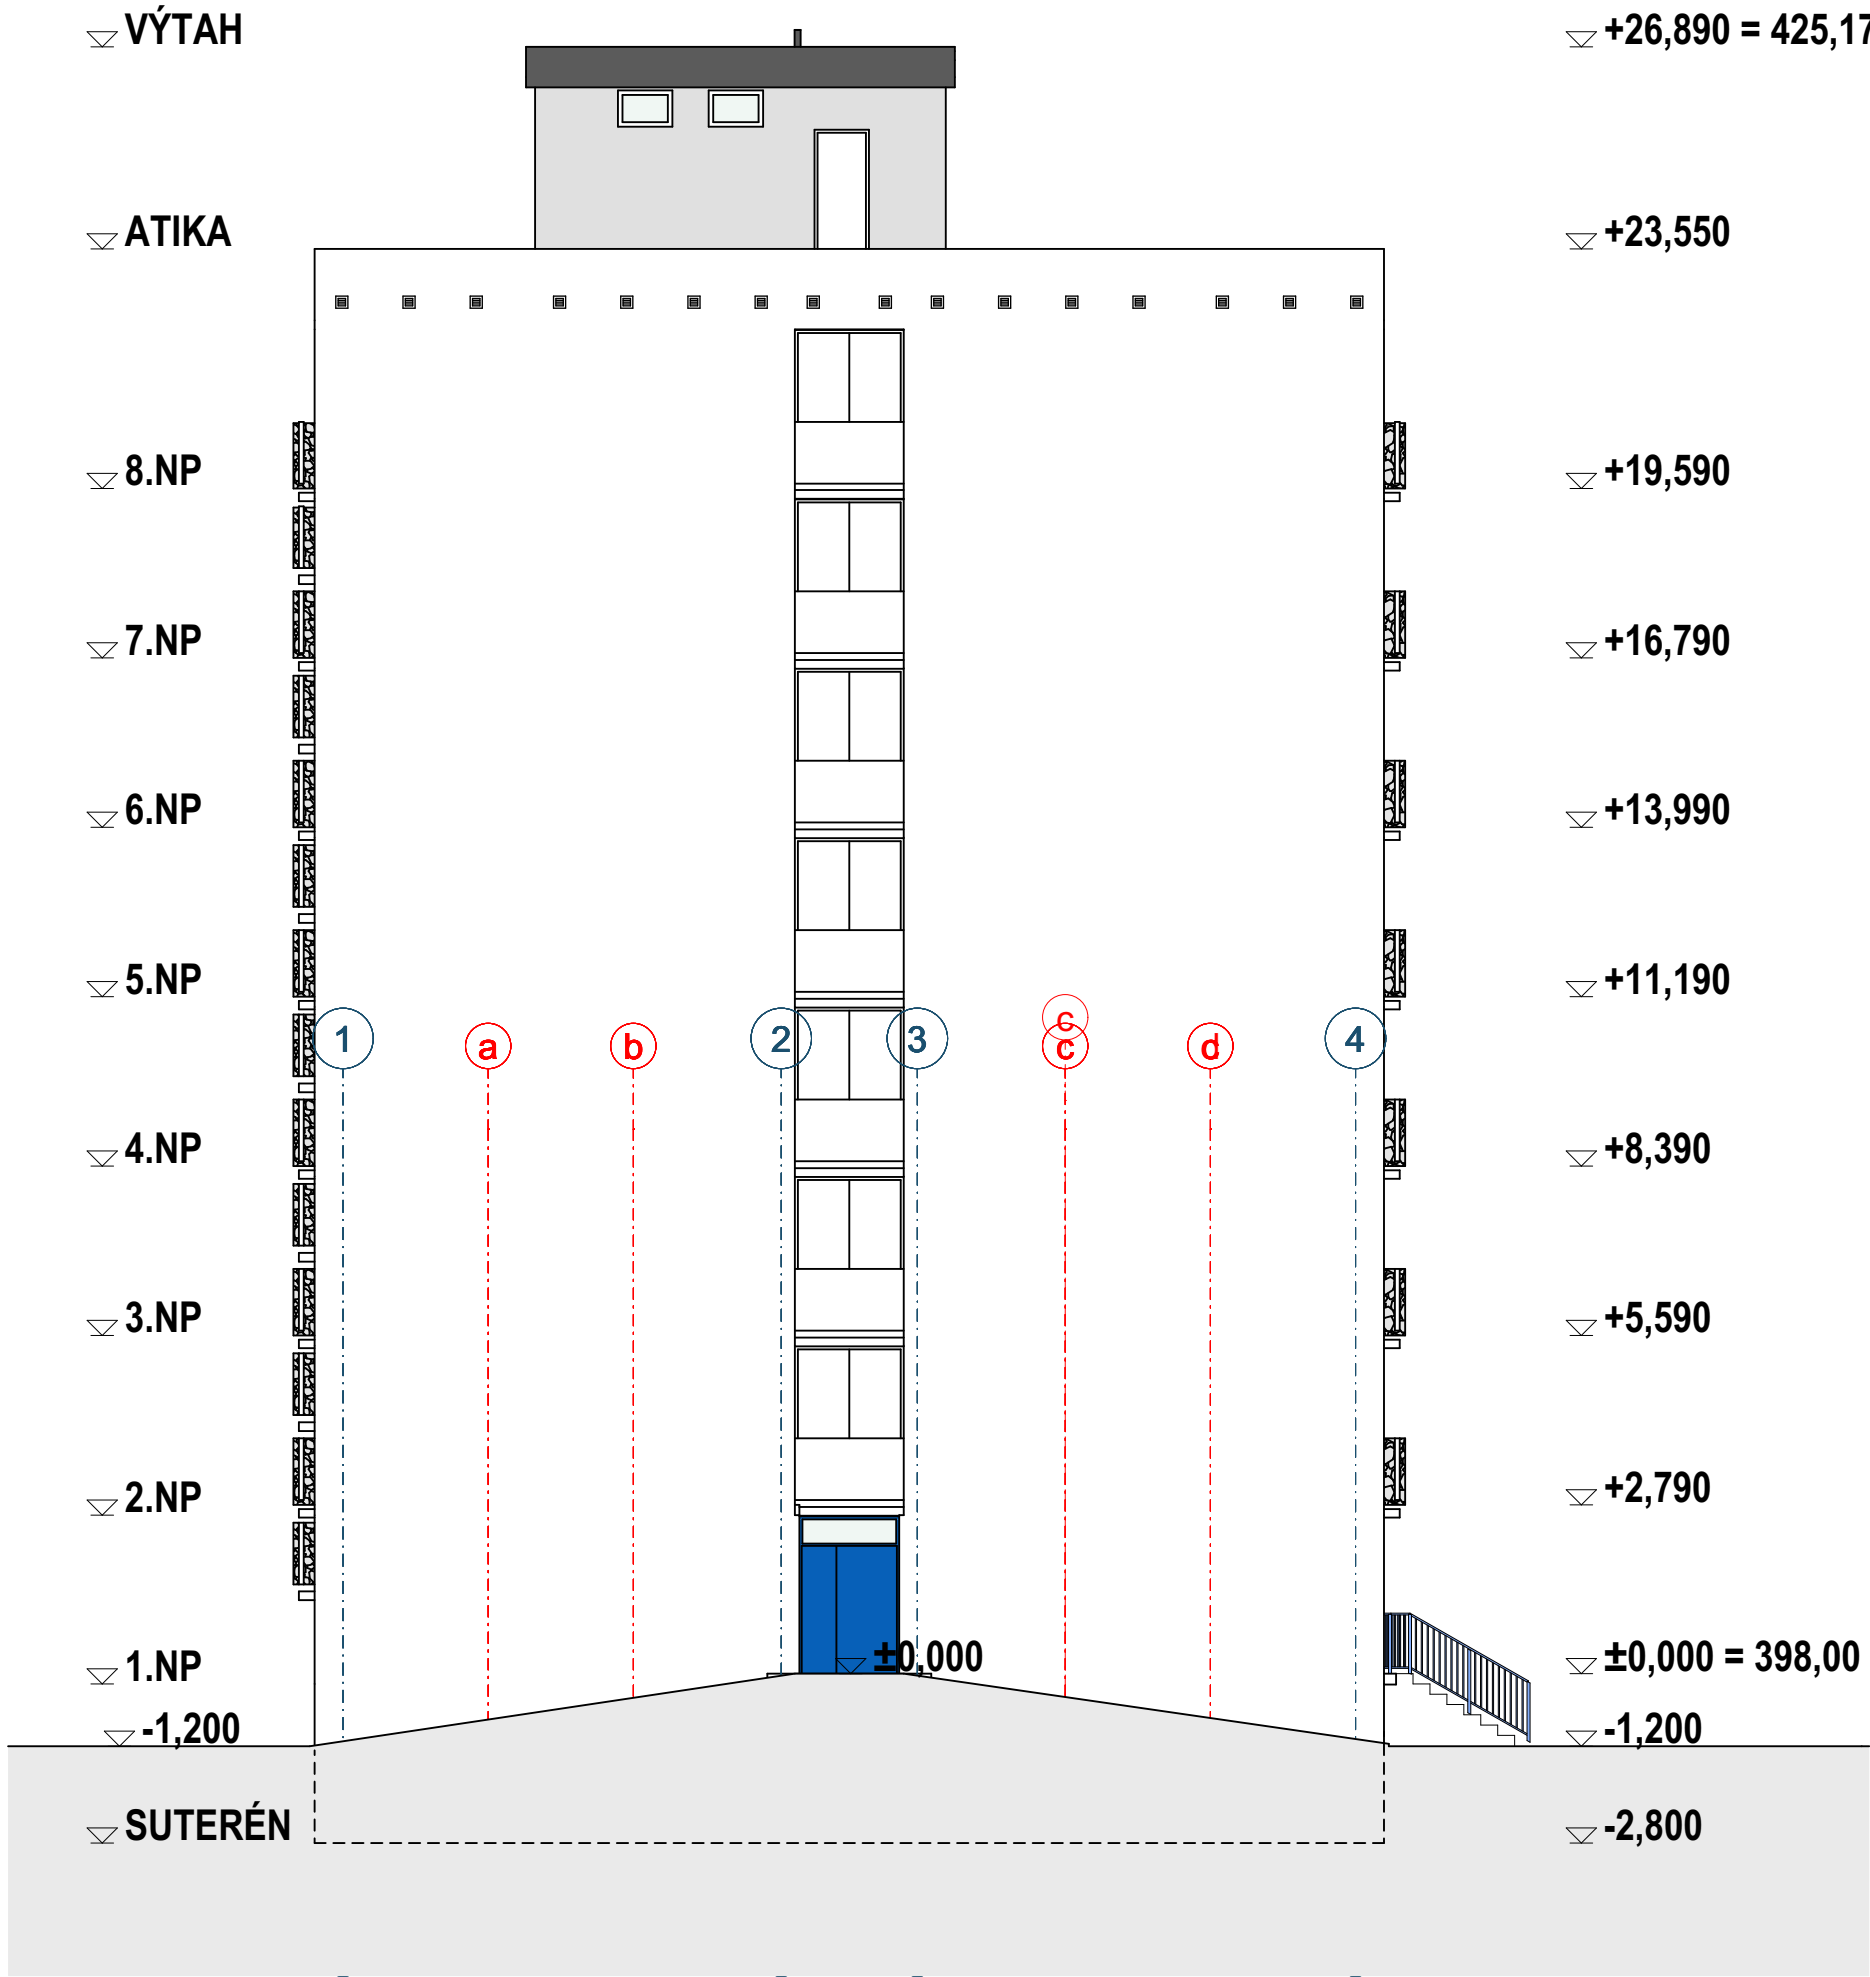 VÝTAH +26,890 = 425,17
ATIKA +23,550
8.NP +19,590
7.NP +16,790
6.NP +13,990
5.NP +11,190
c
1 a b 2 3 c d 4
4.NP +8,390
3.NP +5,590
2.NP +2,790
1.NP ±0,000 ±0,000 = 398,00
-1,200 -1,200
SUTERÉN -2,800